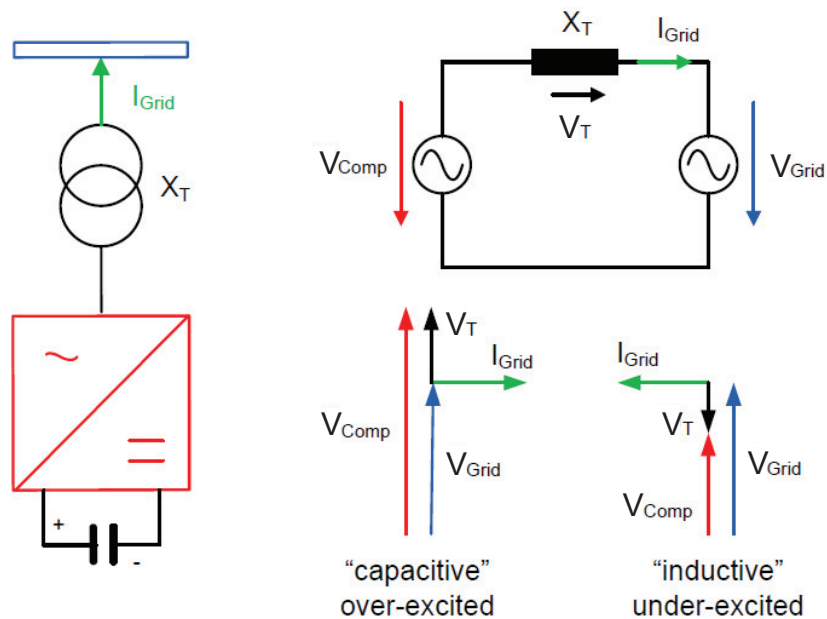 I_Grid
X_T
+
-
X_T
I_Grid
V_T
V_Comp
V_Grid
V_T
I_Grid
V_Comp
V_Grid
"capacitive"
over-excited
I_Grid
V_T
V_Comp
V_Grid
"inductive"
under-excited